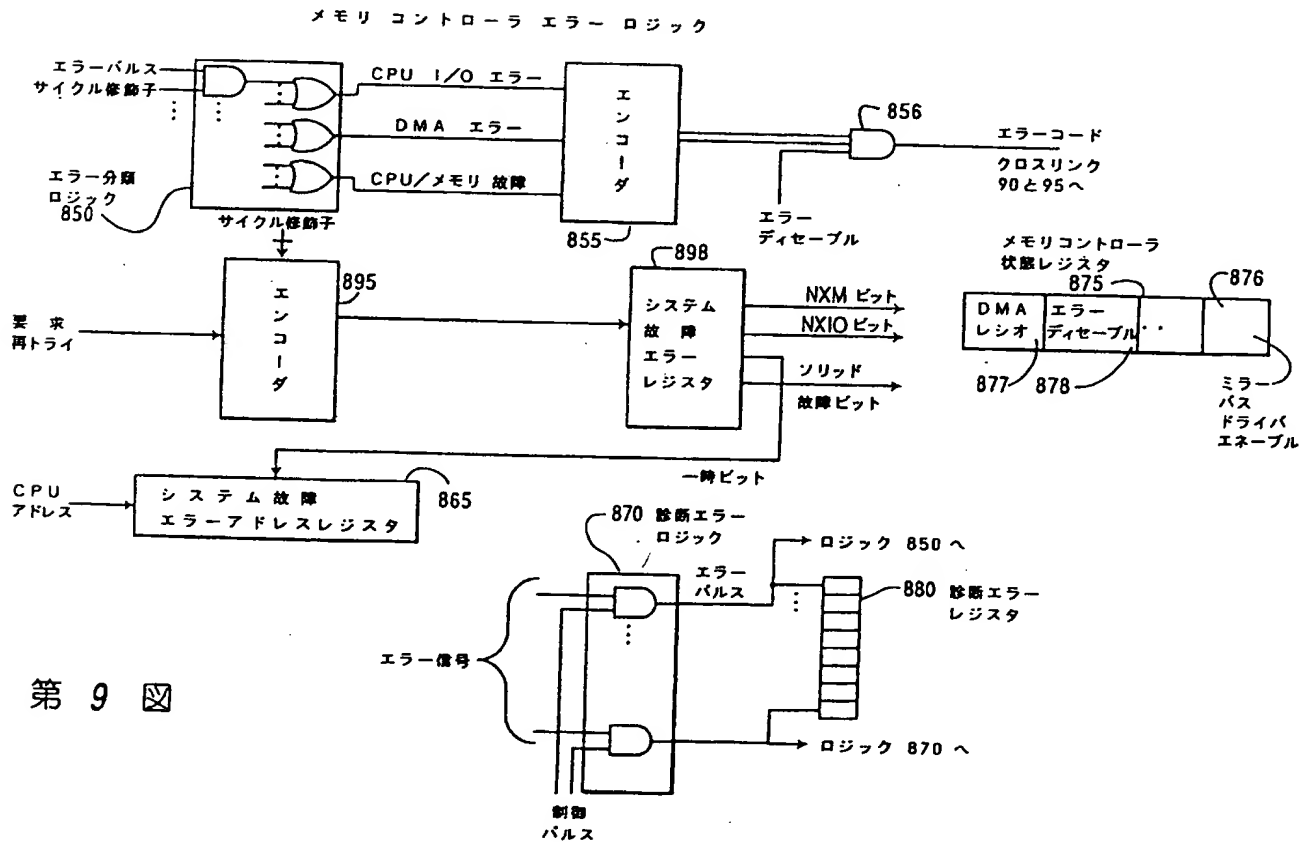 メモリ コントローラ エラー ロジック
エラーパルス
サイクル修飾子
CPU I/O エラー
DMA エラー
CPU/メモリ 故障
エラー分類
ロジック
850
サイクル修飾子
エンコーダ
855
856
エラー
ディセーブル
エラーコード
クロスリンク
90と95へ
要 求
再トライ
エンコーダ
895
898
システム
故 障
エラー
レジスタ
NXM ビット
NXIO ビット
ソリッド
故障ビット
一時ビット
メモリコントローラ
状態レジスタ
875
876
DMA
レシオ
エラー
ディセーブル
877
878
ミラー
バス
ドライバ
エネーブル
CPU
アドレス
システム故障
エラーアドレスレジスタ
865
870 診断エラー
ロジック
エラー
パルス
ロジック 850へ
880 診断エラー
レジスタ
エラー信号
ロジック 870へ
制御
パルス
第 9 図